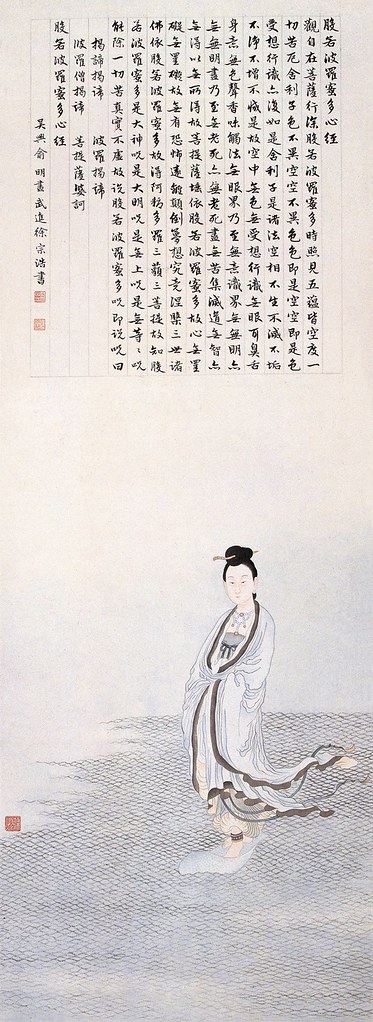 般若波羅蜜多心經
觀自在菩薩行深般若波羅蜜多時照見五蘊皆空度一
切苦厄舍利子色不異空空不異色色即是空空即是色
受想行識亦復如是舍利子是諸法空相不生不滅不垢
不淨不增不減是故空中無色無受想行識無眼耳鼻舌
身意無色聲香味觸法無眼界乃至無意識界無無明亦
無無明盡乃至無老死亦無老死盡無苦集滅道無智亦
無得以無所得故菩提薩埵依般若波羅蜜多故心無罣
礙無罣礙故無有恐怖遠離顛倒夢想究竟涅槃三世諸
佛依般若波羅蜜多故得阿耨多羅三藐三菩提故知般
若波羅蜜多是大神呪是大明呪是無上呪是無等々呪
能除一切苦真實不虛故說般若波羅蜜多呪即說呪曰
揭諦揭諦 波羅揭諦
波羅僧揭諦 菩提薩婆訶
般若波羅蜜多心經
吳興俞明畫武進徐宗浩書